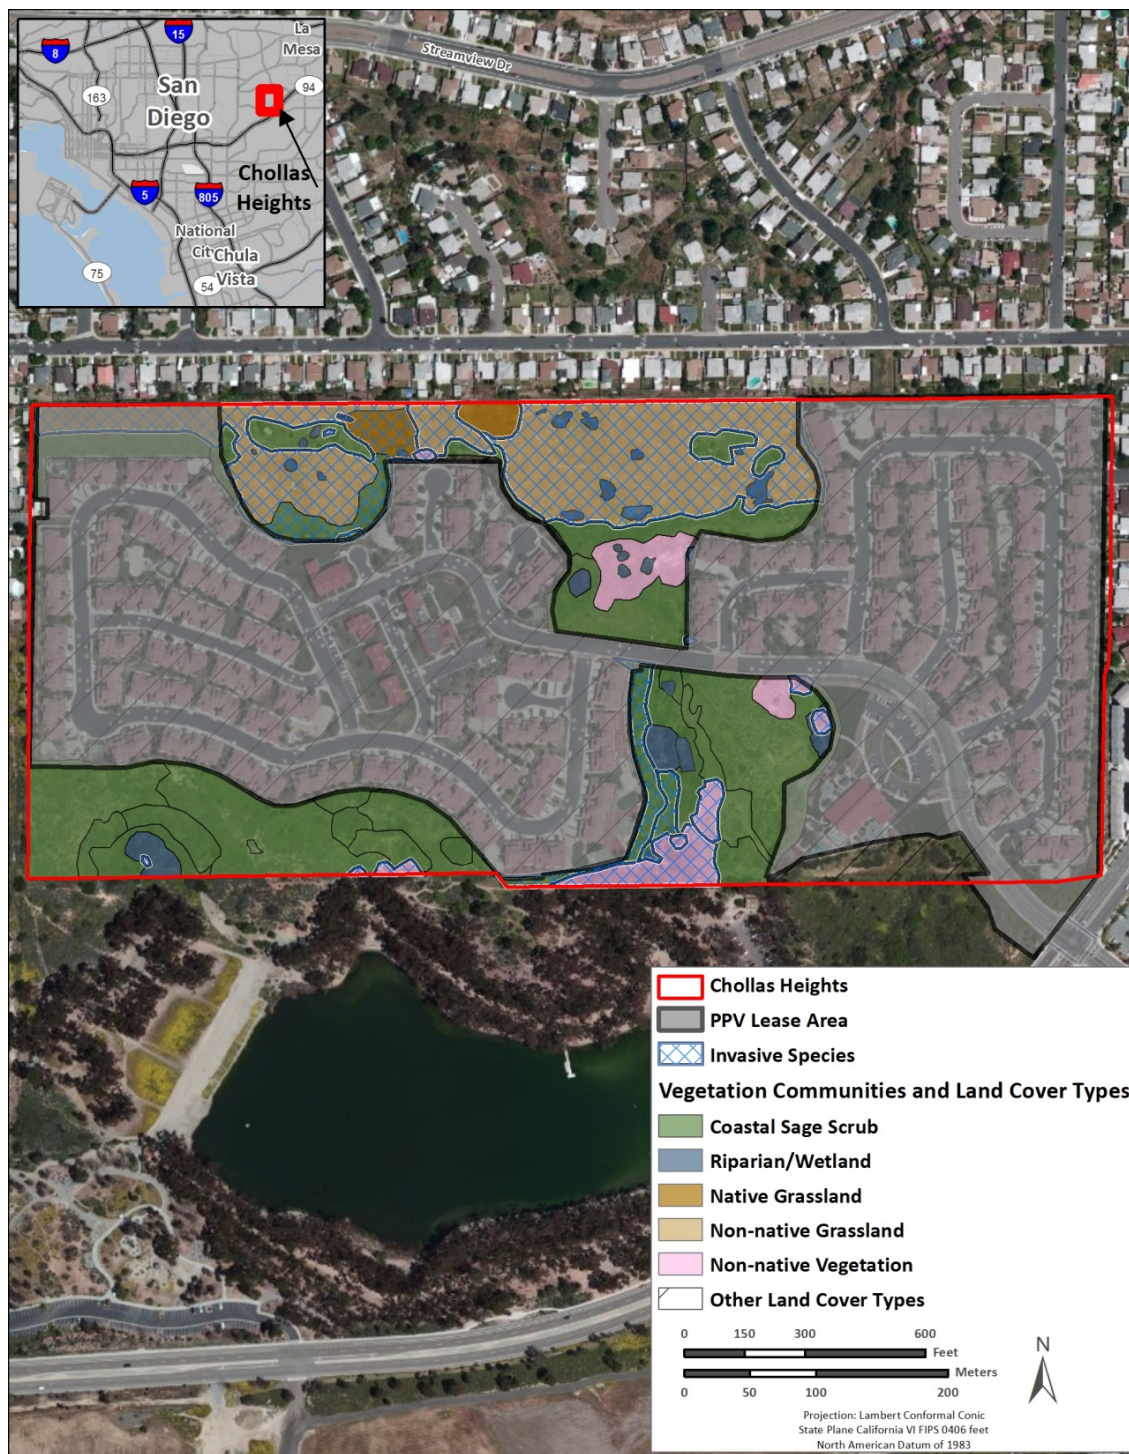 8
15
La
Mesa
163
San
Diego
94
Chollas
Heights
5
805
National
City
Chula
Vista
75
54
Streamview Dr
Chollas Heights
PPV Lease Area
Invasive Species
Vegetation Communities and Land Cover Types
Coastal Sage Scrub
Riparian/Wetland
Native Grassland
Non-native Grassland
Non-native Vegetation
Other Land Cover Types
0 150 300 600
Feet
Meters
0 50 100 200
N
Projection: Lambert Conformal Conic
State Plane California VI FIPS 0406 feet
North American Datum of 1983